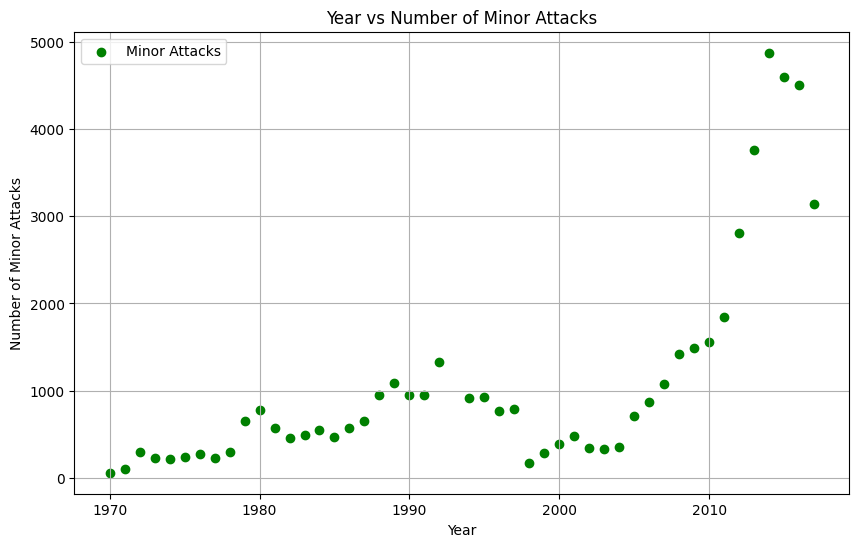 Year vs Number of Minor Attacks
Minor Attacks
Number of Minor Attacks
5000
4000
3000
2000
1000
0
1970
1980
1990
2000
2010
Year